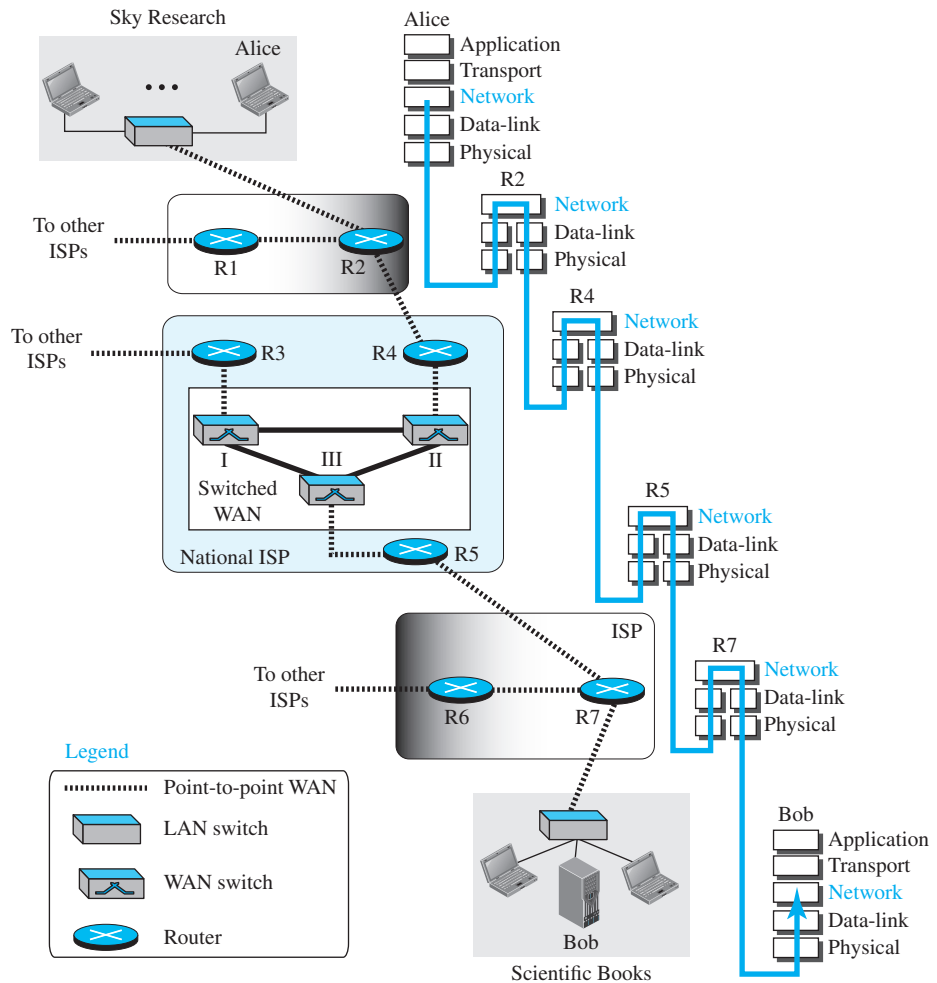 Sky Research
Alice
Alice
Application
Transport
Network
Data-link
Physical
R2
Network
Data-link
Physical
To other
ISPs
R1
R2
R4
Network
Data-link
Physical
To other
ISPs
R3
R4
I
III
II
Switched
WAN
National ISP
R5
R5
Network
Data-link
Physical
ISP
To other
ISPs
R6
R7
R7
Network
Data-link
Physical
Legend
Point-to-point WAN
LAN switch
WAN switch
Router
Bob
Scientific Books
Bob
Application
Transport
Network
Data-link
Physical